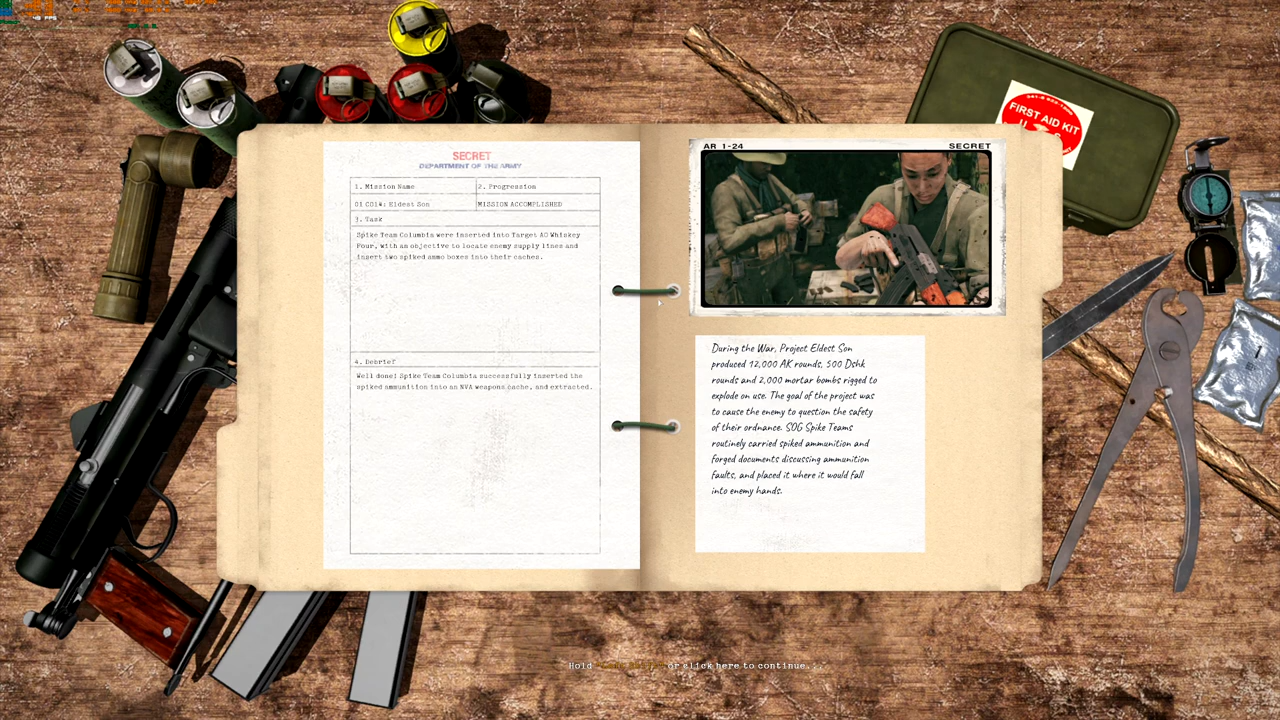 FPS
SECRET
DEPARTMENT OF THE ARMY
1. Mission Name
2. Progression
01 CO1W: Eldest Son
MISSION ACCOMPLISHED
3. Task
Spike Team Columbia were inserted into Target AO Whiskey
Four, with an objective to locate enemy supply lines and
insert two spiked ammo boxes into their caches.
4. Debrief
Well done! Spike Team Columbia successfully inserted the
spiked ammunition into an NVA weapons cache, and extracted.
AR 1-24
SECRET
During the War, Project Eldest Son
produced 12,000 AK rounds, 500 Dshk
rounds and 2,000 mortar bombs rigged to
explode on use. The goal of the project was
to cause the enemy to question the safety
of their ordnance. SOG Spike Teams
routinely carried spiked ammunition and
forged documents discussing ammunition
faults, and placed it where it would fall
into enemy hands.
FIRST AID KIT
Hold or click here to continue...